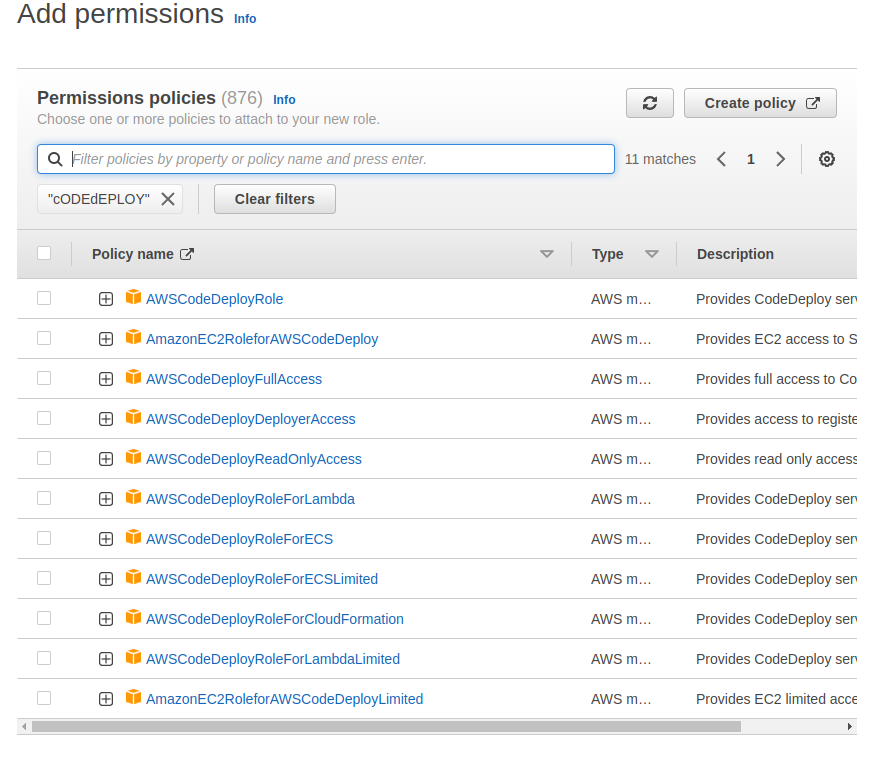 Add permissions Info
Permissions policies (876) Info
Choose one or more policies to attach to your new role.
Create policy
Filter policies by property or policy name and press enter.
11 matches
1
"cODEdEPLOY"
Clear filters
Policy name Type Description
AWSCodeDeployRole AWS m… Provides CodeDeploy serv
AmazonEC2RoleforAWSCodeDeploy AWS m… Provides EC2 access to S
AWSCodeDeployFullAccess AWS m… Provides full access to Co
AWSCodeDeployDeployerAccess AWS m… Provides access to registe
AWSCodeDeployReadOnlyAccess AWS m… Provides read only access
AWSCodeDeployRoleForLambda AWS m… Provides CodeDeploy serv
AWSCodeDeployRoleForECS AWS m… Provides CodeDeploy serv
AWSCodeDeployRoleForECSLimited AWS m… Provides CodeDeploy serv
AWSCodeDeployRoleForCloudFormation AWS m… Provides CodeDeploy serv
AWSCodeDeployRoleForLambdaLimited AWS m… Provides CodeDeploy serv
AmazonEC2RoleforAWSCodeDeployLimited AWS m… Provides EC2 limited acce